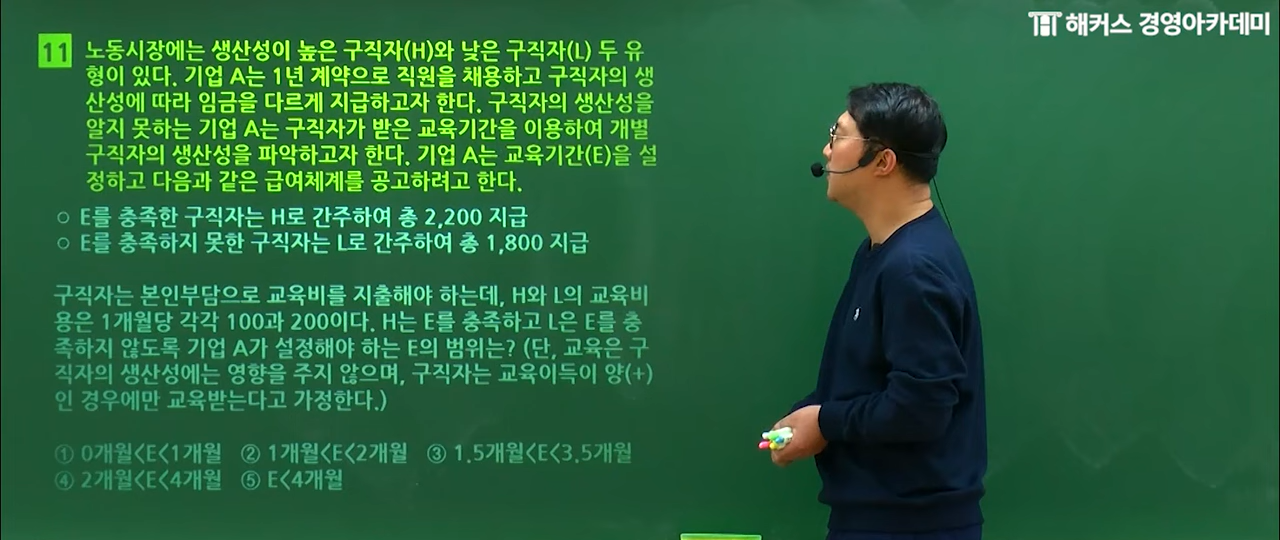 해커스 경영아카데미
11 노동시장에는 생산성이 높은 구직자(H)와 낮은 구직자(L) 두 유
형이 있다. 기업 A는 1년 계약으로 직원을 채용하고 구직자의 생
산성에 따라 임금을 다르게 지급하고자 한다. 구직자의 생산성을
알지 못하는 기업 A는 구직자가 받은 교육기간을 이용하여 개별
구직자의 생산성을 파악하고자 한다. 기업 A는 교육기간(E)을 설
정하고 다음과 같은 급여체계를 공고하려고 한다.
○ E를 충족한 구직자는 H로 간주하여 총 2,200 지급
○ E를 충족하지 못한 구직자는 L로 간주하여 총 1,800 지급
구직자는 본인부담으로 교육비를 지출해야 하는데, H와 L의 교육비
용은 1개월당 각각 100과 200이다. H는 E를 충족하고 L은 E를 충
족하지 않도록 기업 A가 설정해야 하는 E의 범위는? (단, 교육은 구
직자의 생산성에는 영향을 주지 않으며, 구직자는 교육이득이 양(+)
인 경우에만 교육받는다고 가정한다.)
① 0개월<E<1개월 ② 1개월<E<2개월 ③ 1.5개월<E<3.5개월
④ 2개월<E<4개월 ⑤ E<4개월